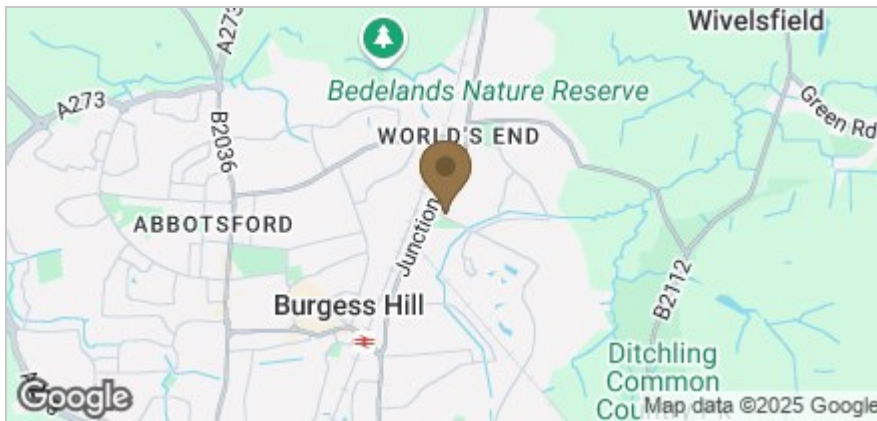 Wivelsfield
A273
Bedelands Nature Reserve
A273
Green Rd
B2036
WORLD'S END
ABBOTSFORD
Junction
Burgess Hill
B2112
Ditchling
Common
Google
Map data ©2025 Google